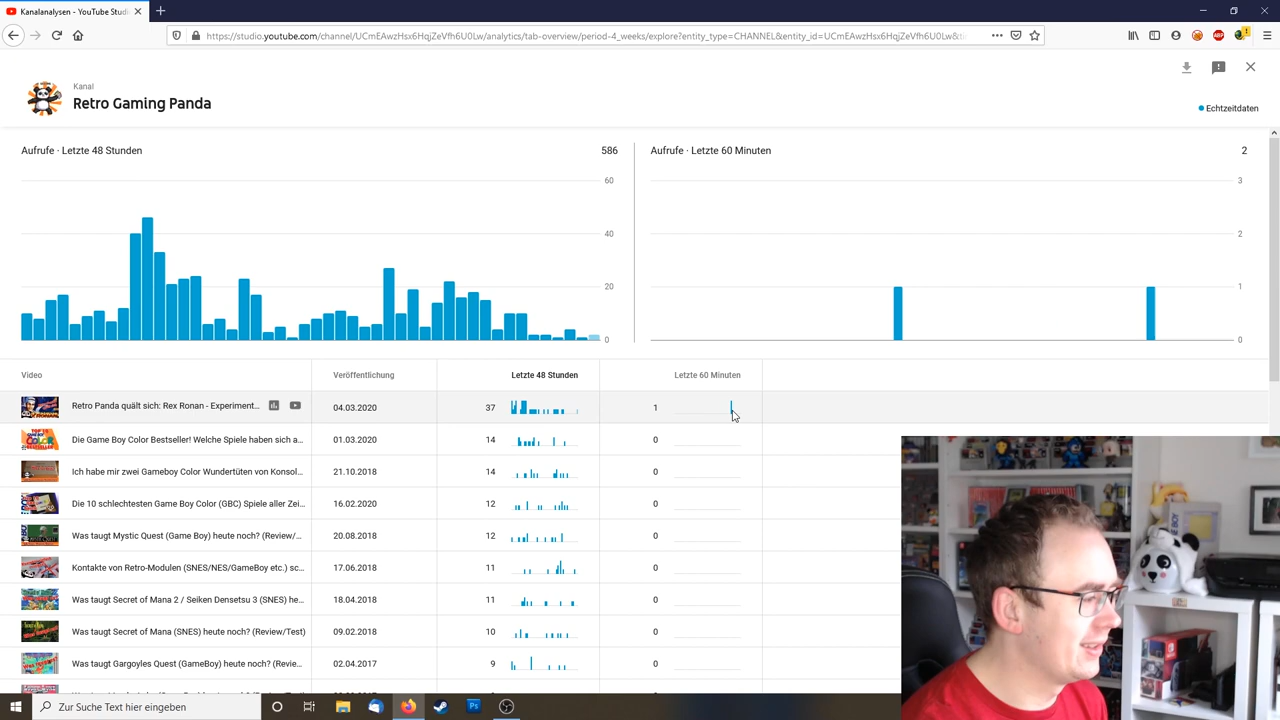 Kanalanalysen - YouTube Studi
https://studio.youtube.com/channel/UCmEAwzHsx6HqjZeVfh6U0Lw/analytics/tab-overview/period-4_weeks/explore?entity_type=CHANNEL&entity_id=UCmEAwzHsx6HqjZeVfh6U0Lw&
Kanal
Retro Gaming Panda
Echtzeitdaten
Aufrufe · Letzte 48 Stunden 586
60
40
20
0
Aufrufe · Letzte 60 Minuten 2
3
2
1
0
Video Veröffentlichung Letzte 48 Stunden Letzte 60 Minuten
Retro Panda quält sich: Rex Ronan - Experiment... 04.03.2020 37 1
Die Game Boy Color Bestseller! Welche Spiele haben sich a... 01.03.2020 14 0
Ich habe mir zwei Gameboy Color Wundertüten von Konsol... 21.10.2018 14 0
Die 10 schlechtesten Game Boy Color (GBC) Spiele aller Zei... 16.02.2020 12 0
Was taugt Mystic Quest (Game Boy) heute noch? (Review/... 20.08.2018 12 0
Kontakte von Retro-Modulen (SNES/NES/GameBoy etc.) sc... 17.06.2018 11 0
Was taugt Secret of Mana 2 / Seiken Densetsu 3 (SNES) he... 18.04.2018 11 0
Was taugt Secret of Mana (SNES) heute noch? (Review/Test) 09.02.2018 10 0
Was taugt Gargoyles Quest (GameBoy) heute noch? (Revie... 02.04.2017 9 0
Zur Suche Text hier eingeben